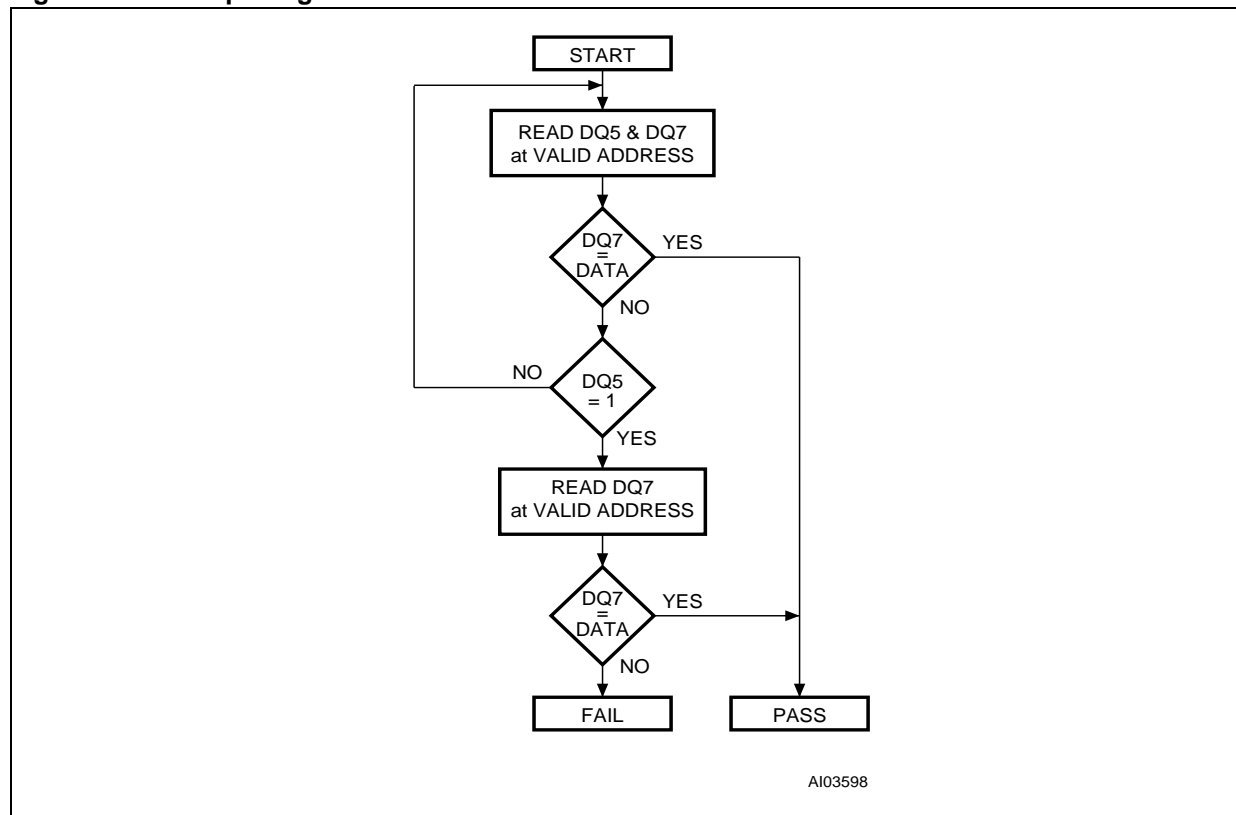 START
READ DQ5 & DQ7
at VALID ADDRESS
DQ7
=
DATA
YES
NO
DQ5
= 1
NO
YES
READ DQ7
at VALID ADDRESS
DQ7
=
DATA
YES
NO
FAIL
PASS
AI03598